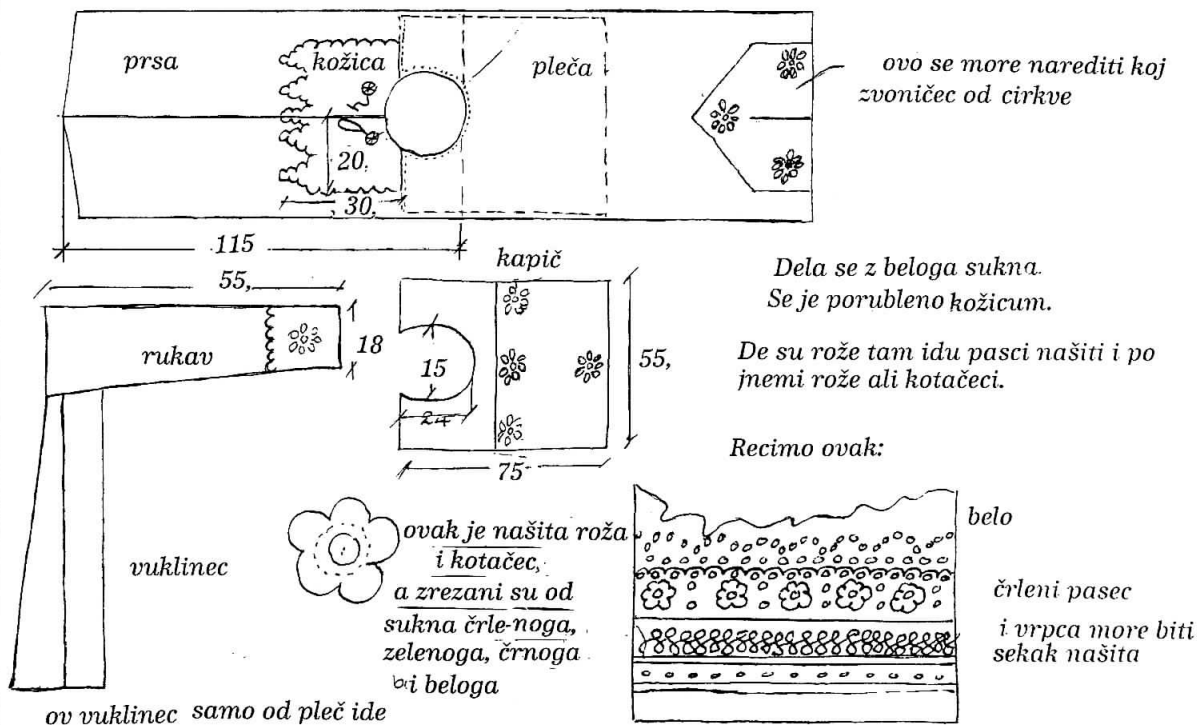 prsa
kožica
pleča
ovo se more narediti koj
zvoničec od cirkve
20,
30,
115
kapič
55,
Dela se z beloga sukna.
Se je porubleno kožicum.
rukav
18
15
24
55,
De su rože tam idu pasci našiti i po
jnemi rože ali kotačeci.
75
Recimo ovak:
vuklinec
ovak je našita roža
i kotačec,
a zrezani su od
sukna črle-noga,
zelenoga, črnoga
i beloga
belo
črleni pasec
i vrpca more biti
sekak našita
ov vuklinec samo od pleč ide